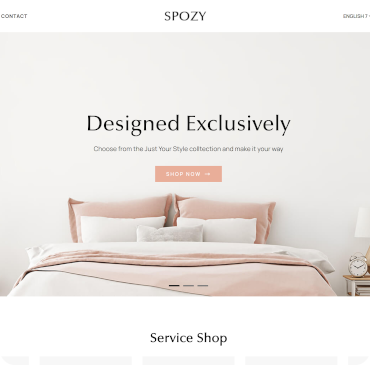 CONTACT
SPOZY
ENGLISH
Designed Exclusively
Choose from the Just Your Style colltection and make it your way
SHOP NOW →
Service Shop